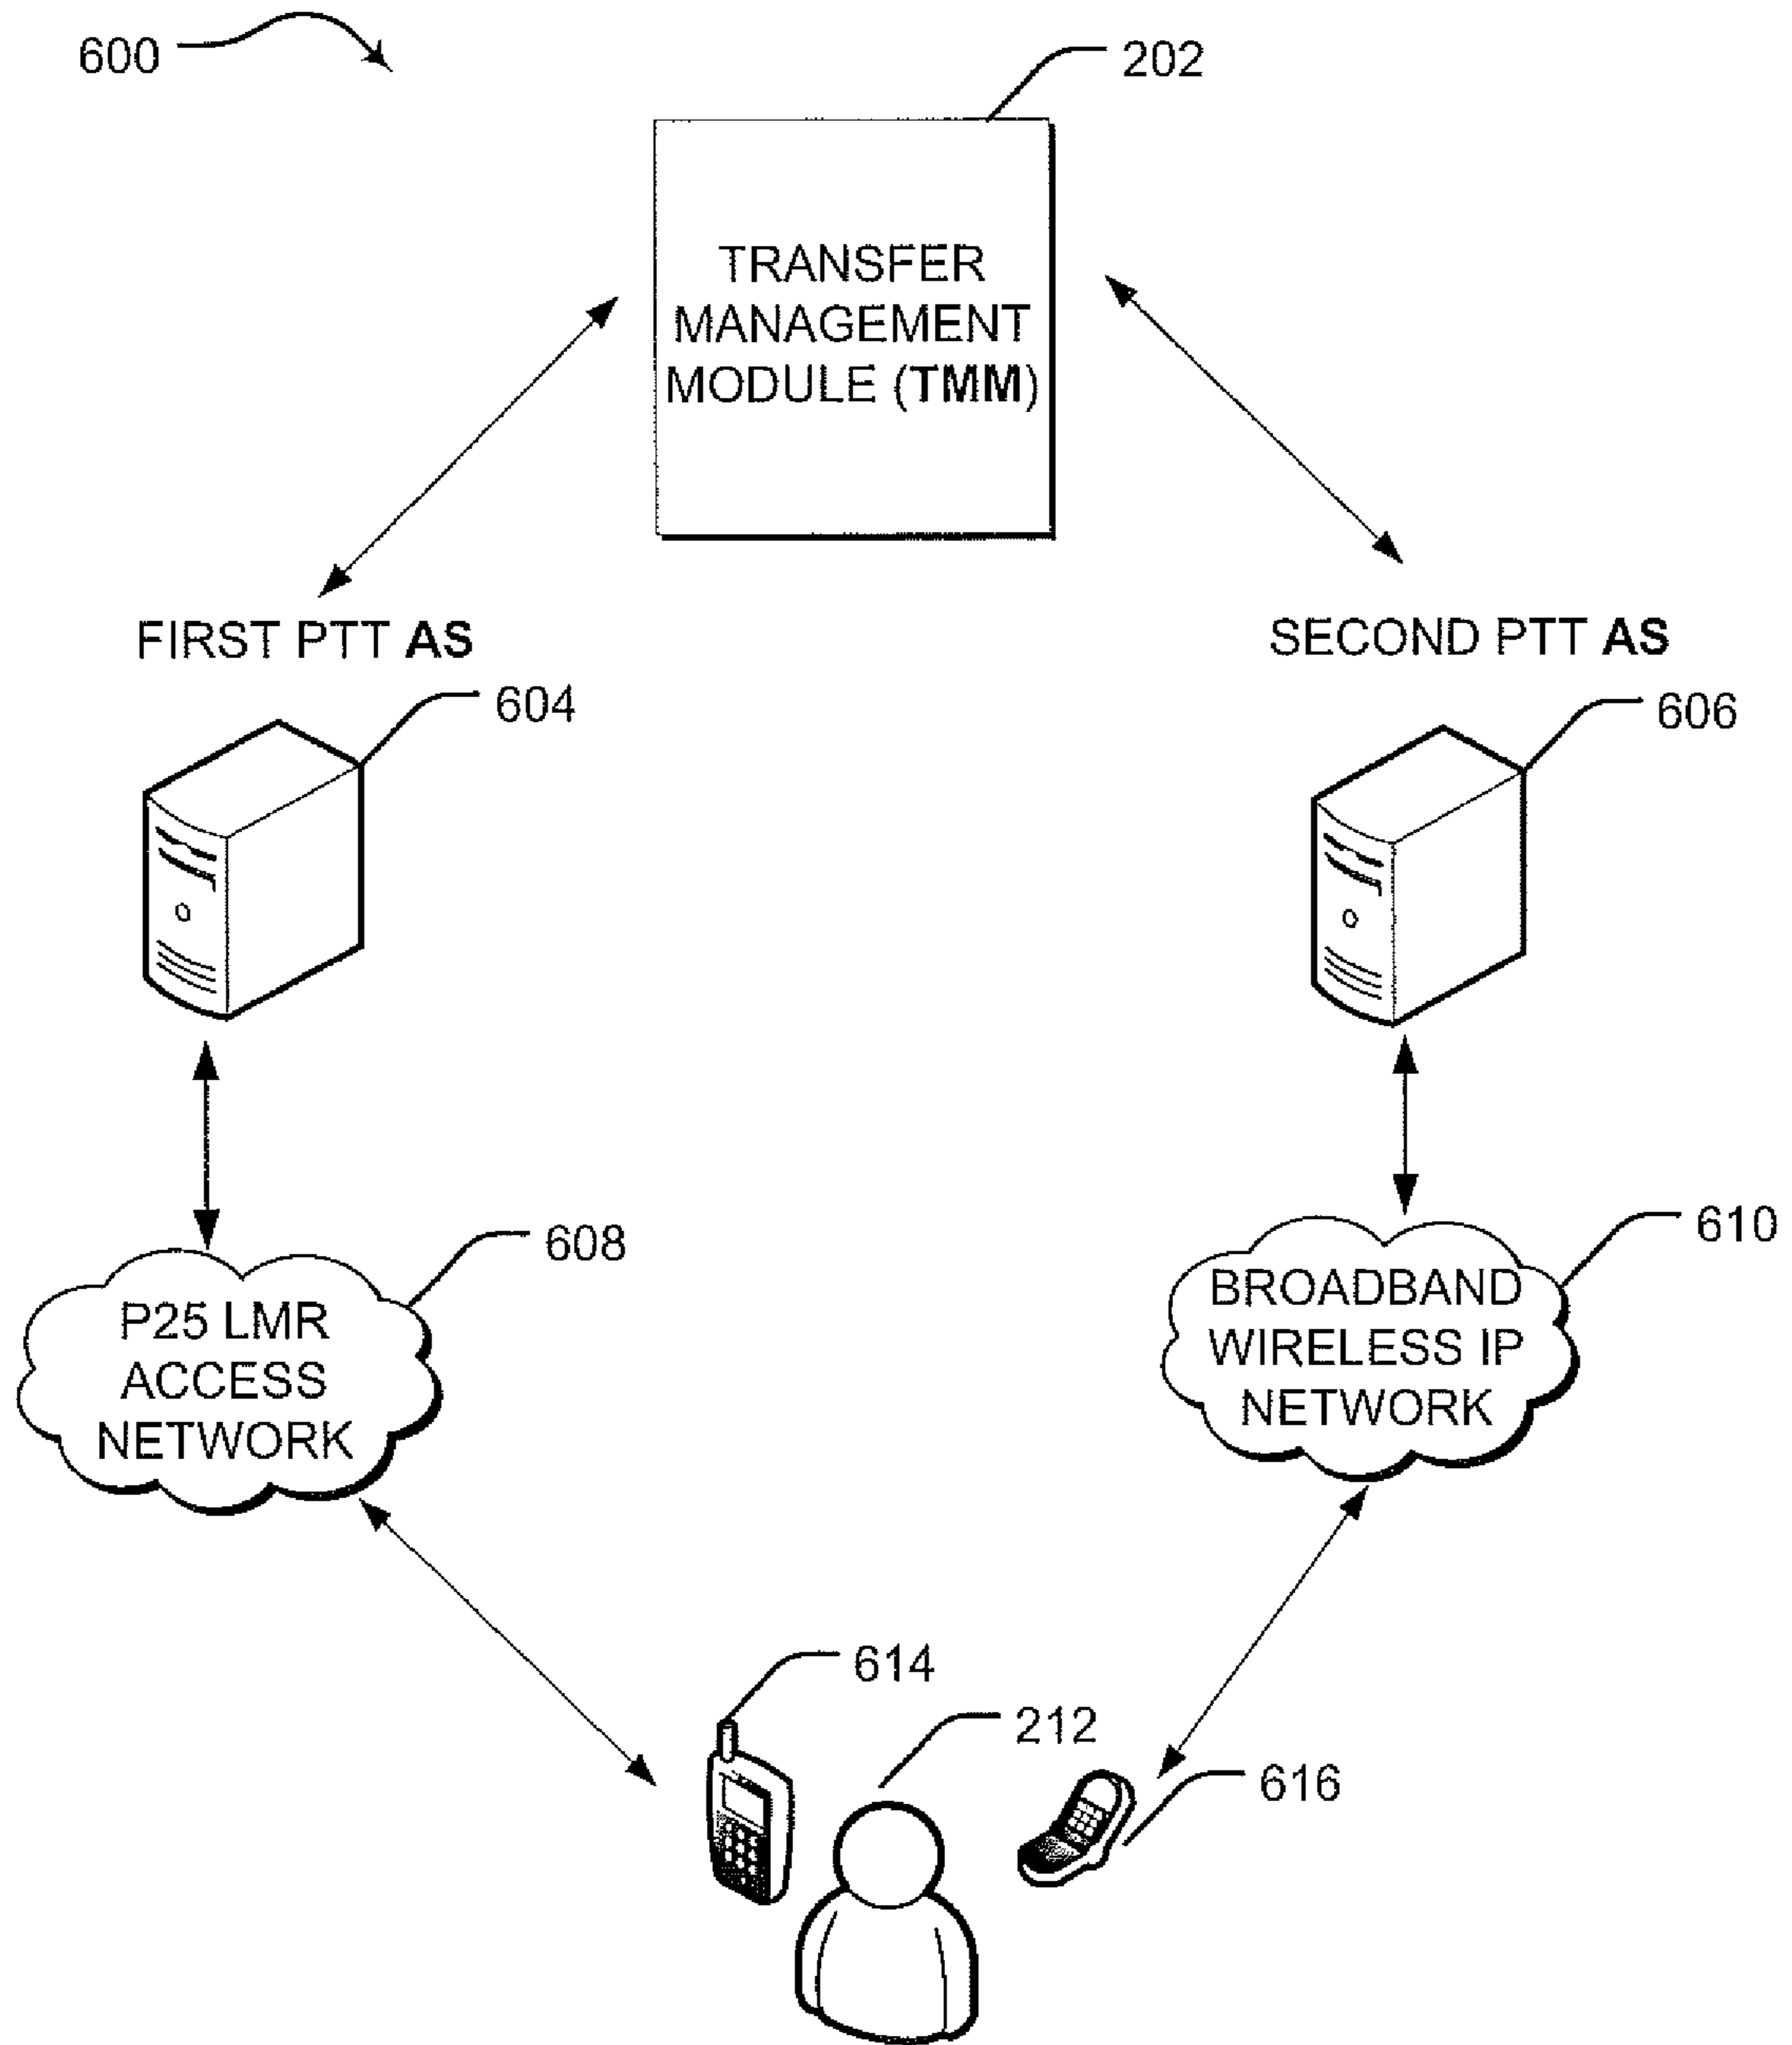 600
202
TRANSFER
MANAGEMENT
MODULE (TMM)
FIRST PTT AS
SECOND PTT AS
604
606
608
610
P25 LMR
ACCESS
NETWORK
BROADBAND
WIRELESS IP
NETWORK
614
212
616